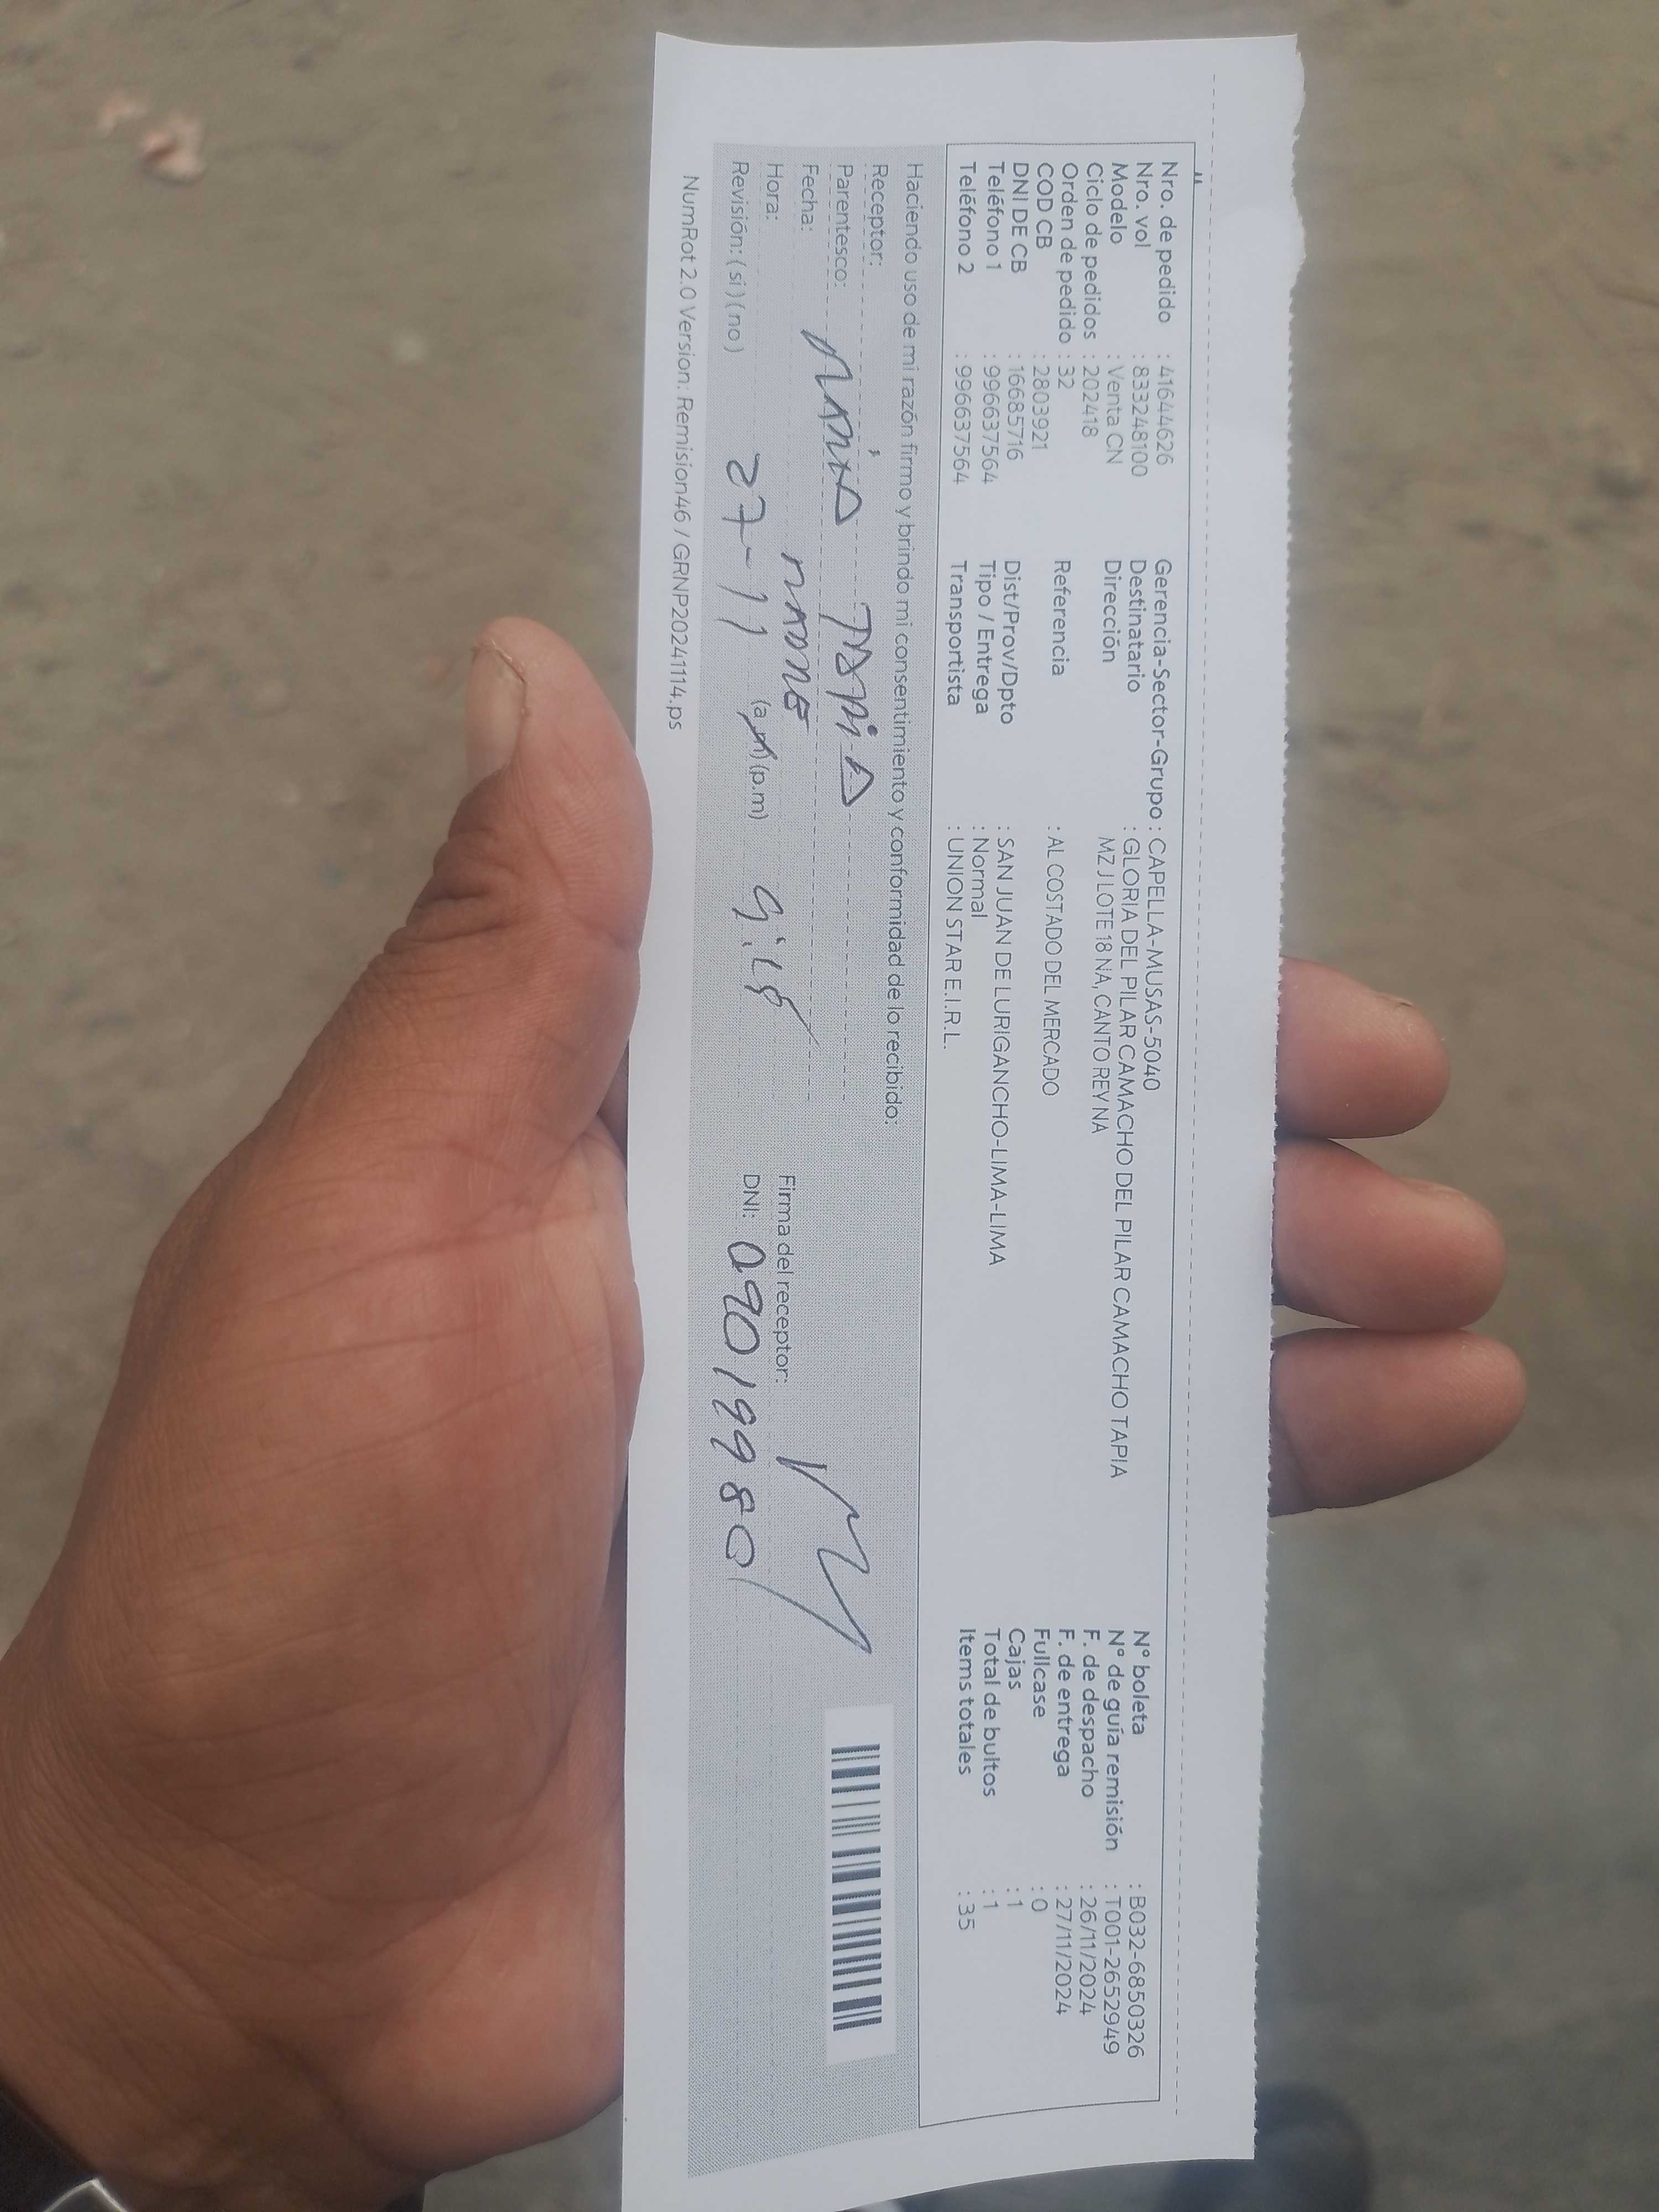 Nro. de pedido : 41644626
Nro. vol : 833248100
Modelo : Venta CN
Ciclo de pedidos : 202418
Orden de pedido : 32
COD CB : 2803921
DNI DE CB : 16685716
Teléfono 1 : 996637564
Teléfono 2 : 996637564
Gerencia-Sector-Grupo : CAPELLA-MUSAS-5040
Destinatario : GLORIA DEL PILAR CAMACHO DEL PILAR CAMACHO TAPIA
Dirección MZ J LOTE 18 NA, CANTO REY NA
Referencia : AL COSTADO DEL MERCADO
Dist/Prov/Dpto : SAN JUAN DE LURIGANCHO-LIMA-LIMA
Tipo / Entrega : Normal
Transportista : UNION STAR E.I.R.L.
N° boleta : B032-6850326
N° de guía remisión : T001-2652949
F. de despacho : 26/11/2024
F. de entrega : 27/11/2024
Fullcase : 0
Cajas : 1
Total de bultos : 1
Items totales : 35
Haciendo uso de mi razón firmo y brindo mi consentimiento y conformidad de lo recibido:
Receptor: TAPIA
Parentesco:
Fecha: 27-11
Hora: (a.m) (p.m)
Revisión: ( si ) ( no )
Firma del receptor:
DNI: 09019980
NumRot 2.0 Version: Remision46 / GRNP20241114.ps